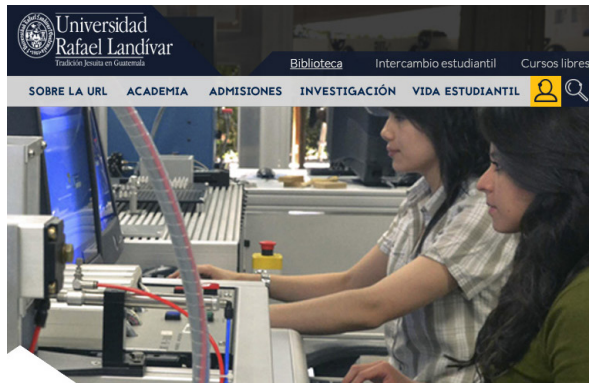 Universidad
Rafael Landívar
Tradición Jesuita en Guatemala
Biblioteca Intercambio estudiantil Cursos libres
SOBRE LA URL ACADEMIA ADMISIONES INVESTIGACIÓN VIDA ESTUDIANTIL